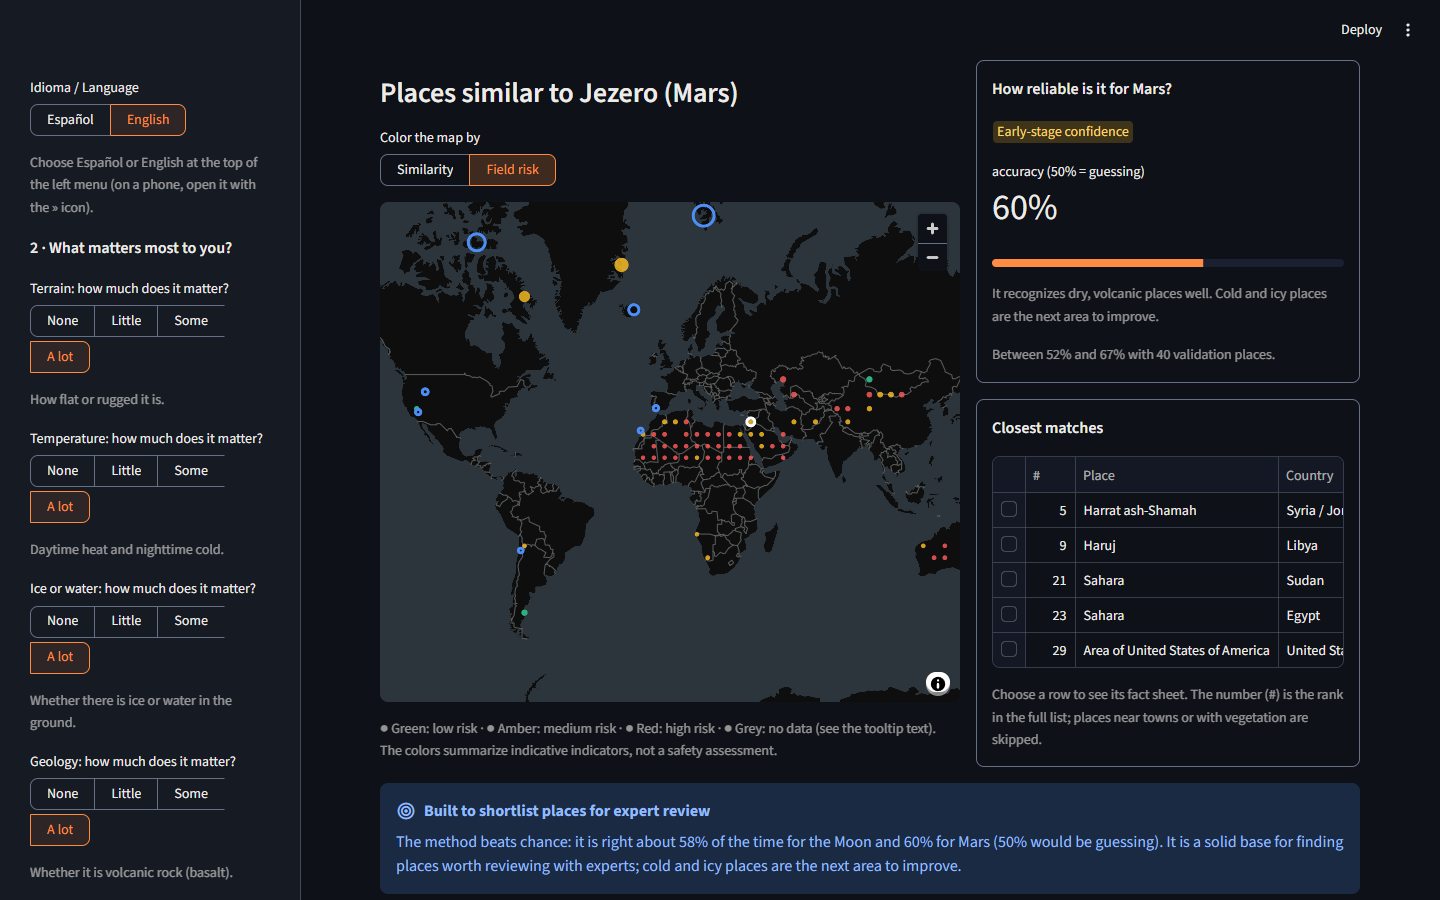 Deploy
Idioma / Language
Español
English
Choose Español or English at the top of
the left menu (on a phone, open it with
the » icon).
2 · What matters most to you?
Terrain: how much does it matter?
None
Little
Some
A lot
How flat or rugged it is.
Temperature: how much does it matter?
None
Little
Some
A lot
Daytime heat and nighttime cold.
Ice or water: how much does it matter?
None
Little
Some
A lot
Whether there is ice or water in the
ground.
Geology: how much does it matter?
None
Little
Some
A lot
Whether it is volcanic rock (basalt).
Places similar to Jezero (Mars)
Color the map by
Similarity
Field risk
● Green: low risk · ● Amber: medium risk · ● Red: high risk · ● Grey: no data (see the tooltip text).
The colors summarize indicative indicators, not a safety assessment.
How reliable is it for Mars?
Early-stage confidence
accuracy (50% = guessing)
60%
It recognizes dry, volcanic places well. Cold and icy places
are the next area to improve.
Between 52% and 67% with 40 validation places.
Closest matches
# Place Country
5 Harrat ash-Shamah Syria / Jor
9 Haruj Libya
21 Sahara Sudan
23 Sahara Egypt
29 Area of United States of America United Sta
Choose a row to see its fact sheet. The number (#) is the rank
in the full list; places near towns or with vegetation are
skipped.
Built to shortlist places for expert review
The method beats chance: it is right about 58% of the time for the Moon and 60% for Mars (50% would be guessing). It is a solid base for finding
places worth reviewing with experts; cold and icy places are the next area to improve.